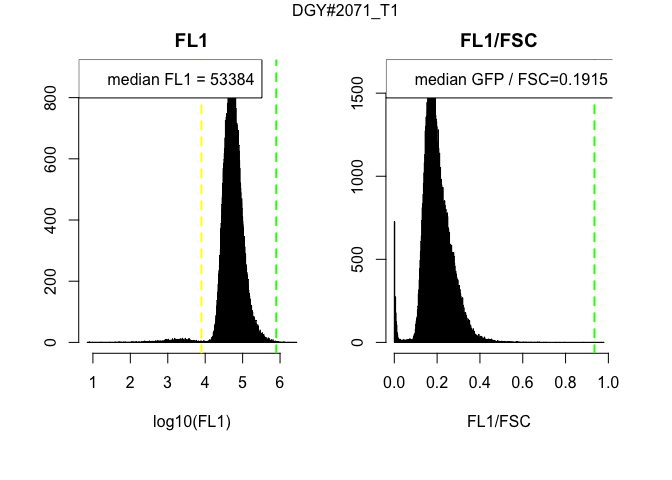 DGY#2071_T1
FL1
median FL1 = 53384
800
600
400
200
0
1 2 3 4 5 6
log10(FL1)
FL1/FSC
median GFP / FSC=0.1915
1500
1000
500
0
0.0 0.2 0.4 0.6 0.8 1.0
FL1/FSC